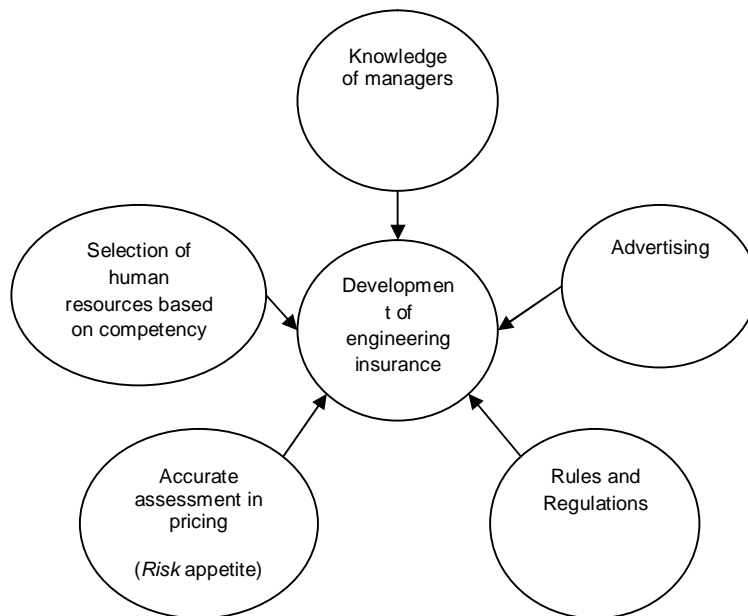 Knowledge
of managers
Selection of
human
resources based
on competency
Developmen
t of
engineering
insurance
Advertising
Accurate
assessment in
pricing
(Risk appetite)
Rules and
Regulations